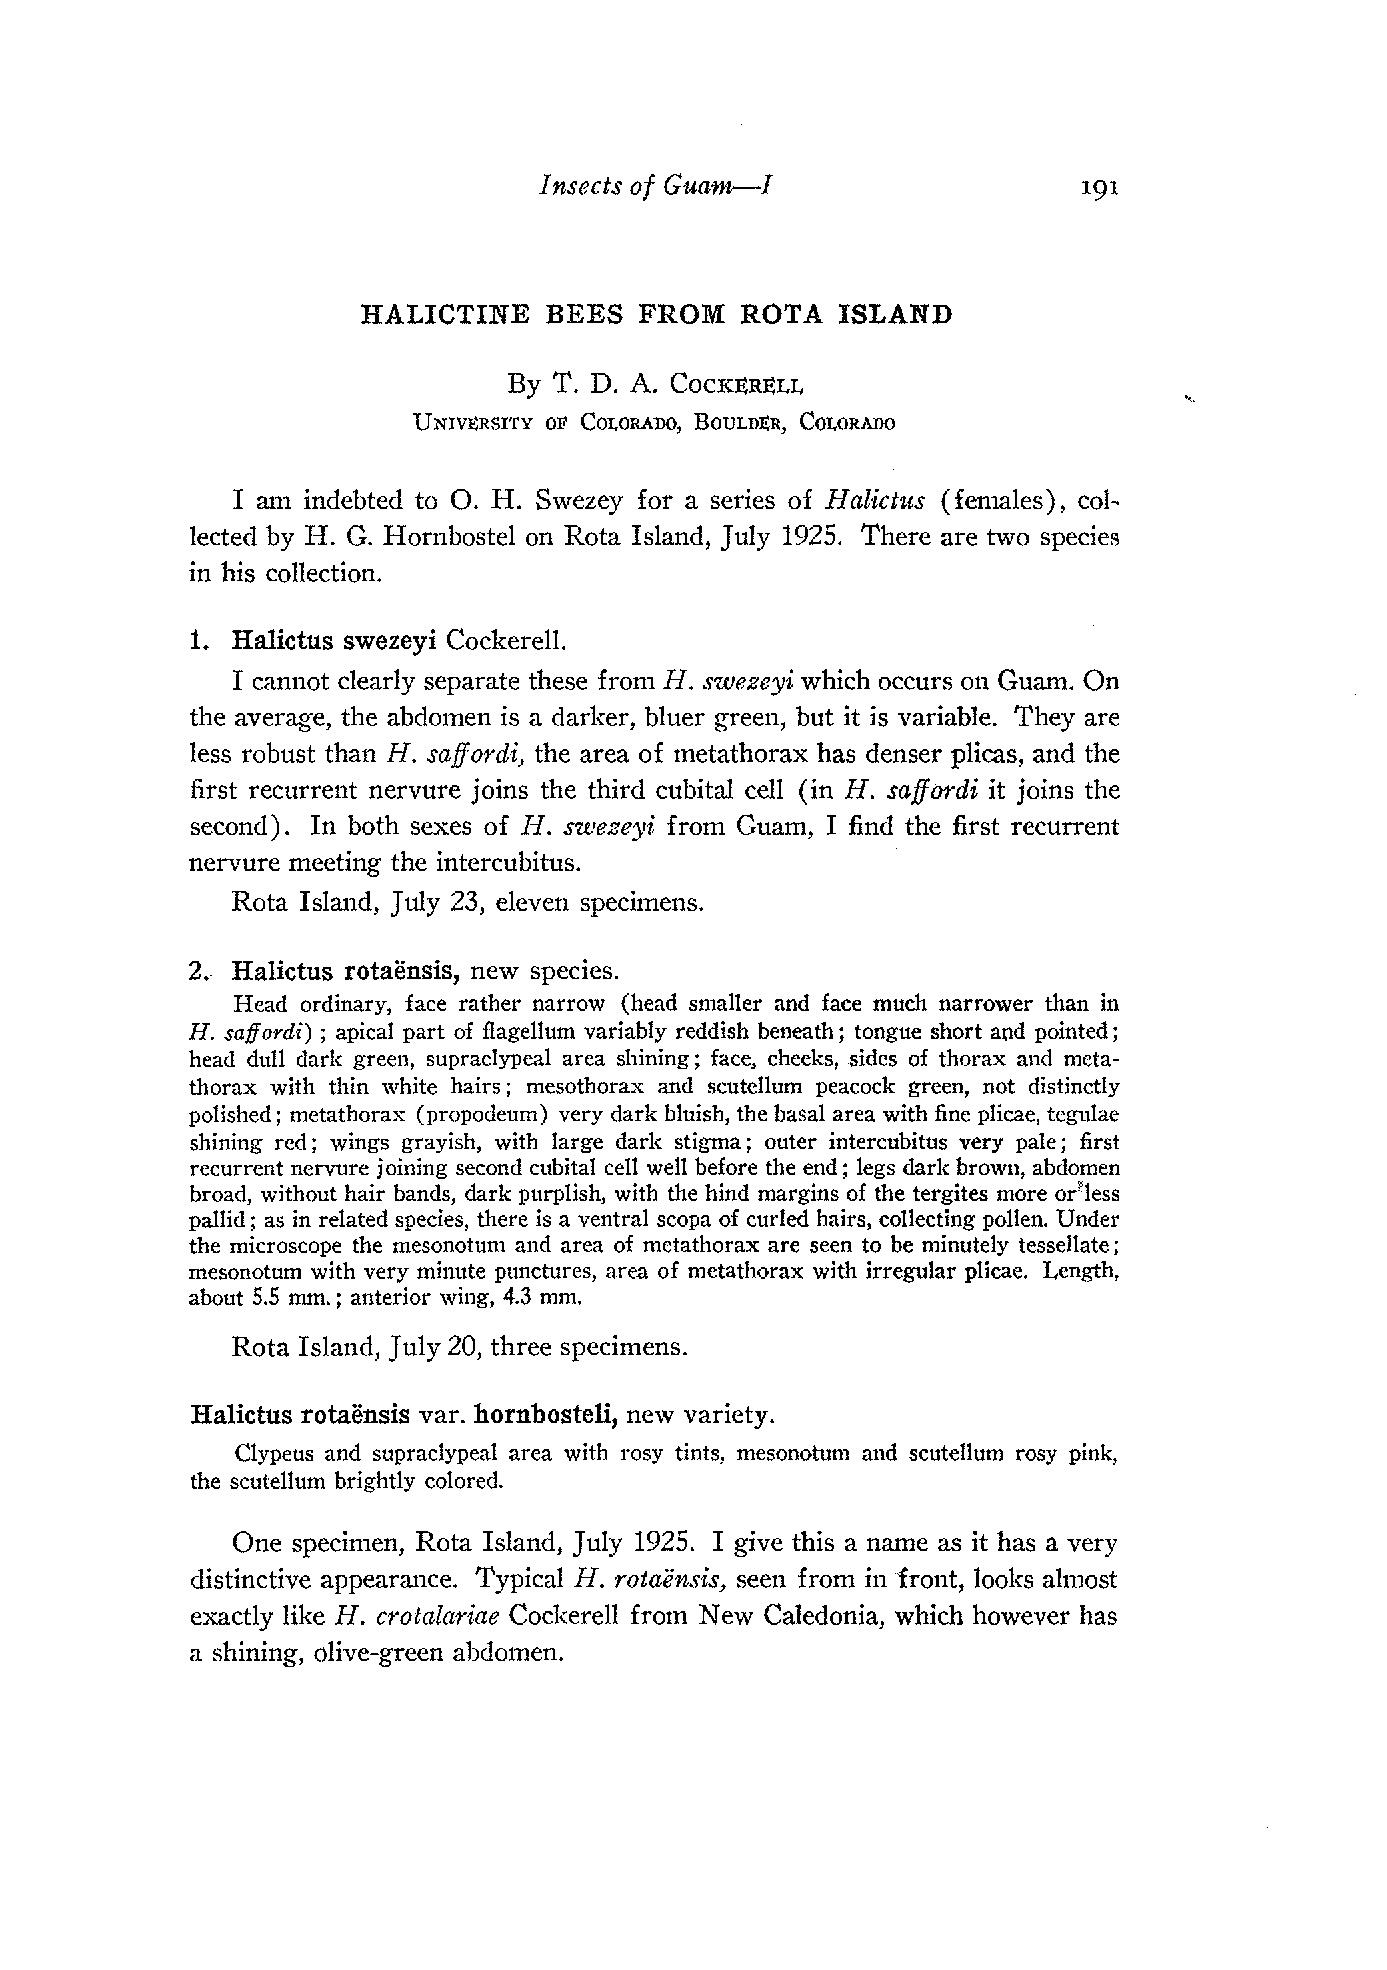 Insects of Guam—I 191
HALICTINE BEES FROM ROTA ISLAND
By T. D. A. Cockerell
University of Colorado, Boulder, Colorado
I am indebted to O. H. Swezey for a series of Halictus (females), col-
lected by H. G. Hornbostel on Rota Island, July 1925. There are two species
in his collection.
1. Halictus swezeyi Cockerell.
I cannot clearly separate these from H. swezeyi which occurs on Guam. On
the average, the abdomen is a darker, bluer green, but it is variable. They are
less robust than H. saffordi, the area of metathorax has denser plicas, and the
first recurrent nervure joins the third cubital cell (in H. saffordi it joins the
second). In both sexes of H. swezeyi from Guam, I find the first recurrent
nervure meeting the intercubitus.
Rota Island, July 23, eleven specimens.
2. Halictus rotaënsis, new species.
Head ordinary, face rather narrow (head smaller and face much narrower than in
H. saffordi) ; apical part of flagellum variably reddish beneath; tongue short and pointed;
head dull dark green, supraclypeal area shining; face, cheeks, sides of thorax and meta-
thorax with thin white hairs; mesothorax and scutellum peacock green, not distinctly
polished; metathorax (propodeum) very dark bluish, the basal area with fine plicae, tegulae
shining red; wings grayish, with large dark stigma; outer intercubitus very pale; first
recurrent nervure joining second cubital cell well before the end; legs dark brown, abdomen
broad, without hair bands, dark purplish, with the hind margins of the tergites more or less
pallid; as in related species, there is a ventral scopa of curled hairs, collecting pollen. Under
the microscope the mesonotum and area of metathorax are seen to be minutely tessellate;
mesonotum with very minute punctures, area of metathorax with irregular plicae. Length,
about 5.5 mm.; anterior wing, 4.3 mm.
Rota Island, July 20, three specimens.
Halictus rotaënsis var. hornbosteli, new variety.
Clypeus and supraclypeal area with rosy tints, mesonotum and scutellum rosy pink,
the scutellum brightly colored.
One specimen, Rota Island, July 1925. I give this a name as it has a very
distinctive appearance. Typical H. rotaënsis, seen from in front, looks almost
exactly like H. crotalariae Cockerell from New Caledonia, which however has
a shining, olive-green abdomen.